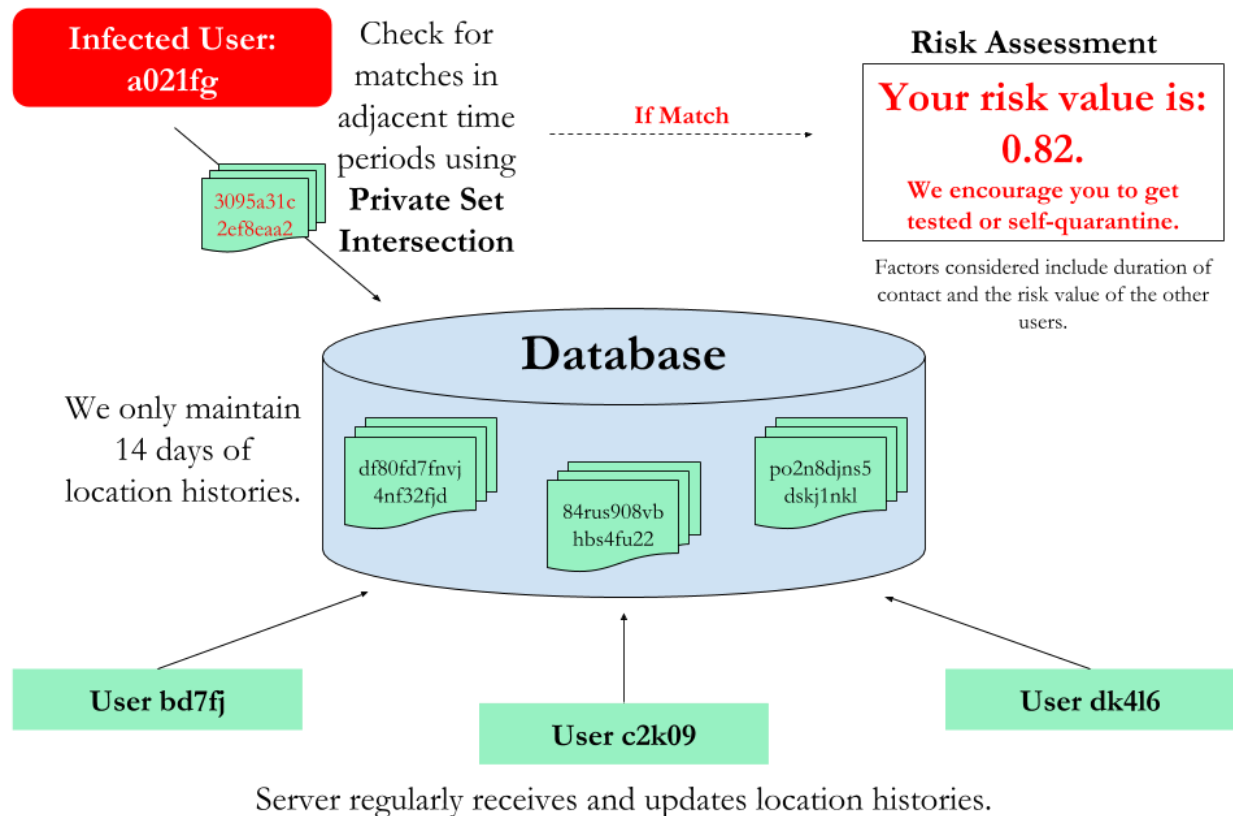 Infected User:
a021fg
Check for
matches in
adjacent time
periods using
Private Set
Intersection
If Match
Risk Assessment
Your risk value is:
0.82.
We encourage you to get
tested or self-quarantine.
Factors considered include duration of
contact and the risk value of the other
users.
3095a31c
2ef8eaa2
Database
We only maintain
14 days of
location histories.
df80fd7fnvj
4nf32fjd
84rus908vb
hbs4fu22
po2n8djns5
dskj1nkl
User bd7fj
User c2k09
User dk4l6
Server regularly receives and updates location histories.